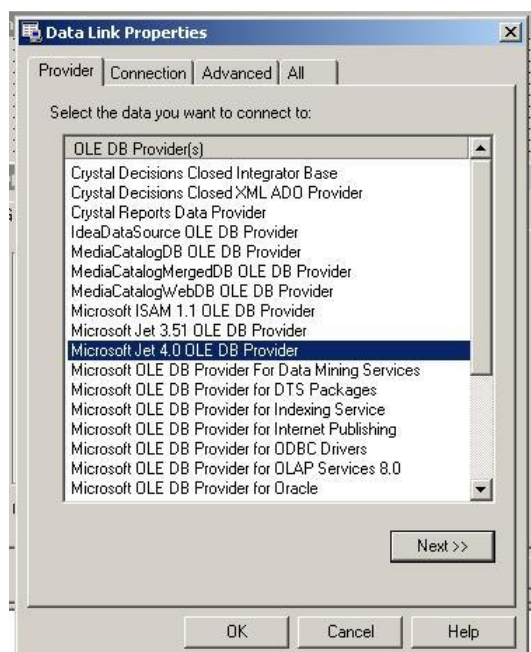 Data Link Properties
Provider Connection Advanced All
Select the data you want to connect to:
OLE DB Provider(s)
Crystal Decisions Closed Integrator Base
Crystal Decisions Closed XML ADO Provider
Crystal Reports Data Provider
IdeaDataSource OLE DB Provider
MediaCatalogDB OLE DB Provider
MediaCatalogMergedDB OLE DB Provider
MediaCatalogWebDB OLE DB Provider
Microsoft ISAM 1.1 OLE DB Provider
Microsoft Jet 3.51 OLE DB Provider
Microsoft Jet 4.0 OLE DB Provider
Microsoft OLE DB Provider For Data Mining Services
Microsoft OLE DB Provider for DTS Packages
Microsoft OLE DB Provider for Indexing Service
Microsoft OLE DB Provider for Internet Publishing
Microsoft OLE DB Provider for ODBC Drivers
Microsoft OLE DB Provider for OLAP Services 8.0
Microsoft OLE DB Provider for Oracle
Next >>
OK Cancel Help